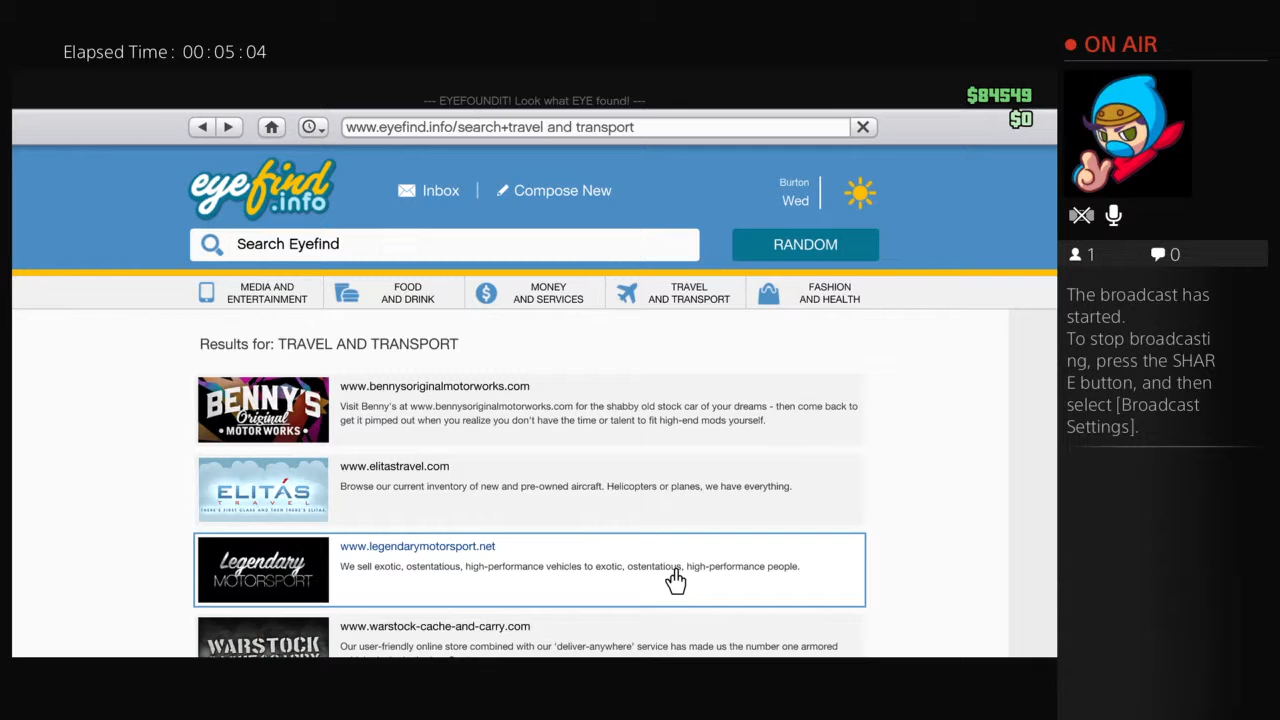 Elapsed Time: 00:05:04
ON AIR
--- EYEFOUNDIT! Look what EYE found! ---
$84549
$0
www.eyefind.info/search+travel and transport
eyefind
.info
Inbox
Compose New
Burton
Wed
Search Eyefind
RANDOM
MEDIA AND
ENTERTAINMENT
FOOD
AND DRINK
MONEY
AND SERVICES
TRAVEL
AND TRANSPORT
FASHION
AND HEALTH
Results for: TRAVEL AND TRANSPORT
BENNY'S
Original
MOTOR WORKS
www.bennysoriginalmotorworks.com
Visit Benny's at www.bennysoriginalmotorworks.com for the shabby old stock car of your dreams - then come back to
get it pimped out when you realize you don't have the time or talent to fit high-end mods yourself.
ELITÁS
TRAVEL
THERE'S FIRST CLASS AND THEN THERE'S ELITAS.
www.elitastravel.com
Browse our current inventory of new and pre-owned aircraft. Helicopters or planes, we have everything.
Legendary
MOTORSPORT
www.legendarymotorsport.net
We sell exotic, ostentatious, high-performance vehicles to exotic, ostentatious, high-performance people.
WARSTOCK
www.warstock-cache-and-carry.com
Our user-friendly online store combined with our 'deliver-anywhere' service has made us the number one armored
1
0
The broadcast has
started.
To stop broadcasti
ng, press the SHAR
E button, and then
select [Broadcast
Settings].